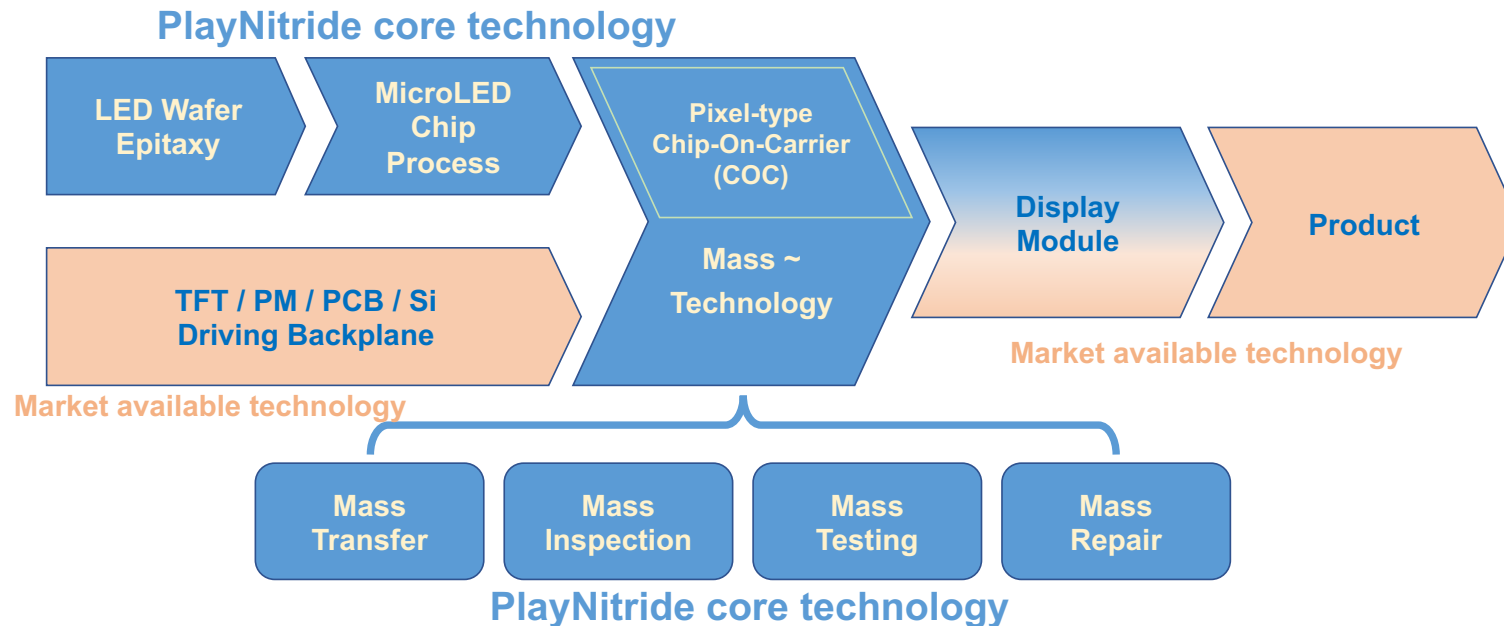 PlayNitride core technology
LED Wafer
Epitaxy
MicroLED
Chip
Process
Pixel-type
Chip-On-Carrier
(COC)
Mass ~
Technology
Display
Module
Product
TFT / PM / PCB / Si
Driving Backplane
Market available technology
Market available technology
Mass
Transfer
Mass
Inspection
Mass
Testing
Mass
Repair
PlayNitride core technology